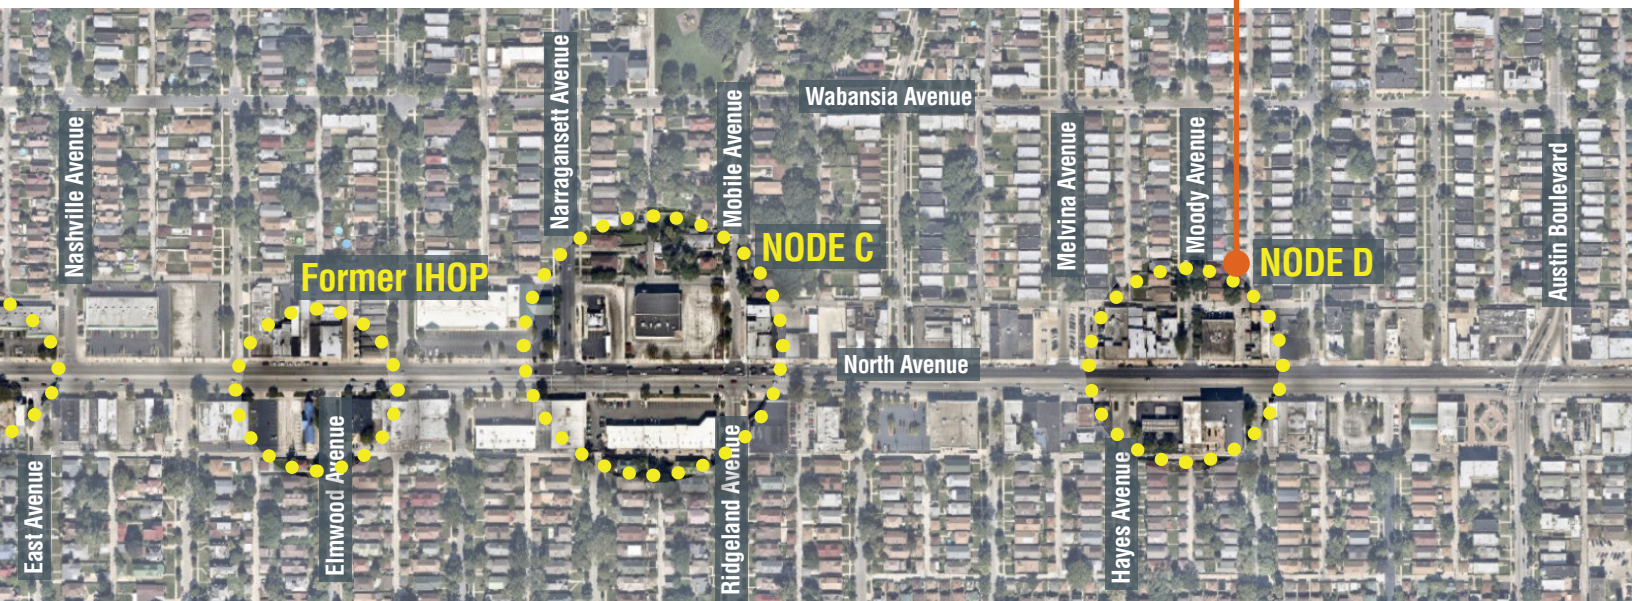 Wabansia Avenue
Nashville Avenue
Narragansett Avenue
Mobile Avenue
Melvina Avenue
Moody Avenue
Austin Boulevard
Former IHOP
NODE C
NODE D
North Avenue
East Avenue
Elmwood Avenue
Ridgeland Avenue
Hayes Avenue